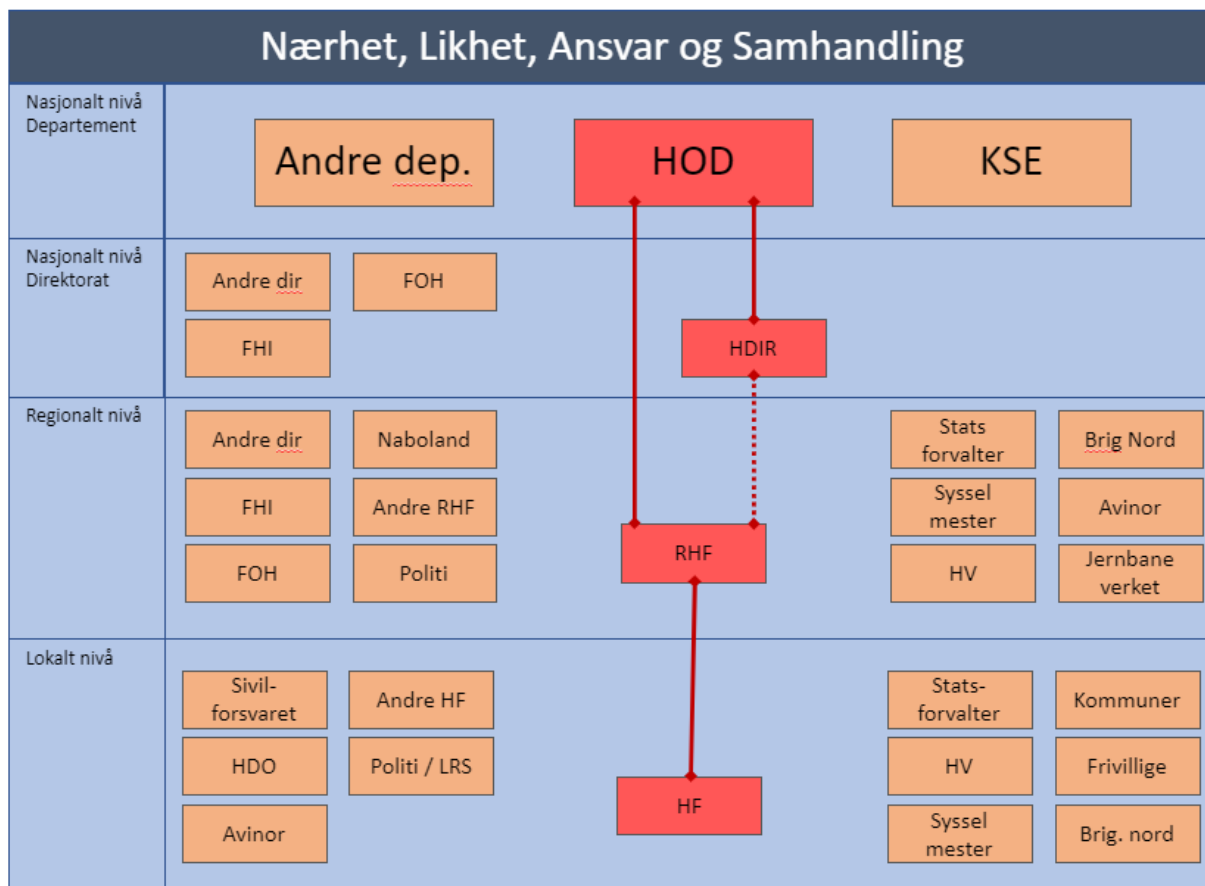 Nærhet, Likhet, Ansvar og Samhandling
Nasjonalt nivå
Departement
Andre dep.
HOD
KSE
Nasjonalt nivå
Direktorat
Andre dir
FOH
FHI
HDIR
Regionalt nivå
Andre dir
Naboland
Stats
forvalter
Brig Nord
FHI
Andre RHF
Syssel
mester
Avinor
RHF
FOH
Politi
HV
Jernbane
verket
Lokalt nivå
Sivil-
forsvaret
Andre HF
Stats-
forvalter
Kommuner
HDO
Politi / LRS
HV
Frivillige
HF
Avinor
Syssel
mester
Brig. nord